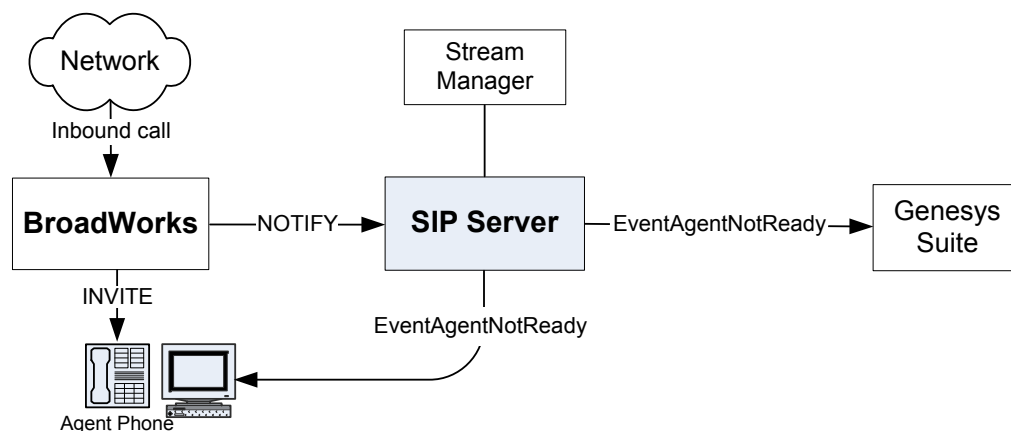 Network
Stream
Manager
Inbound call
BroadWorks
NOTIFY
SIP Server
EventAgentNotReady
Genesys
Suite
INVITE
EventAgentNotReady
Agent Phone